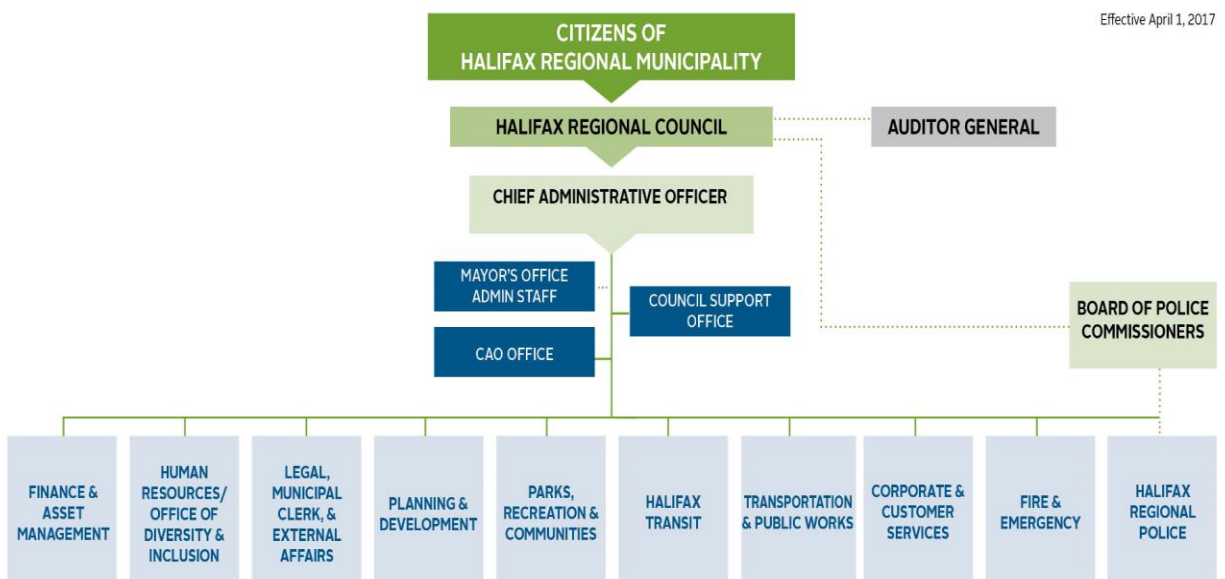 Effective April 1, 2017
CITIZENS OF
HALIFAX REGIONAL MUNICIPALITY
HALIFAX REGIONAL COUNCIL
AUDITOR GENERAL
CHIEF ADMINISTRATIVE OFFICER
MAYOR'S OFFICE
ADMIN STAFF
COUNCIL SUPPORT
OFFICE
CAO OFFICE
BOARD OF POLICE
COMMISSIONERS
FINANCE &
ASSET
MANAGEMENT
HUMAN
RESOURCES/
OFFICE OF
DIVERSITY &
INCLUSION
LEGAL,
MUNICIPAL
CLERK, &
EXTERNAL
AFFAIRS
PLANNING &
DEVELOPMENT
PARKS,
RECREATION &
COMMUNITIES
HALIFAX
TRANSIT
TRANSPORTATION
& PUBLIC WORKS
CORPORATE &
CUSTOMER
SERVICES
FIRE &
EMERGENCY
HALIFAX
REGIONAL
POLICE